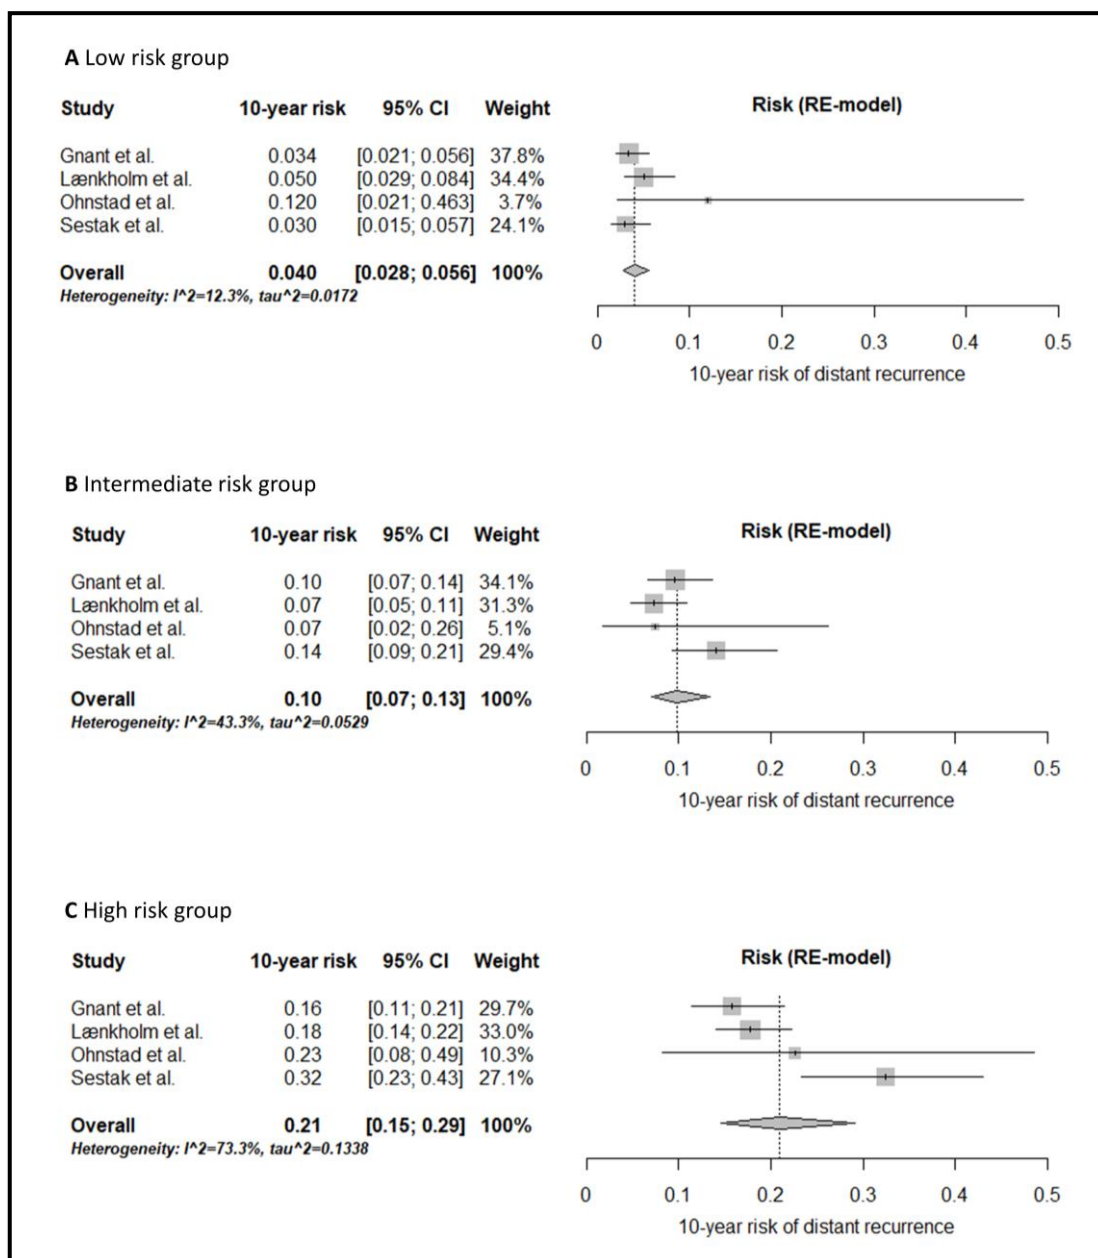 A Low risk group
Study 10-year risk 95% CI Weight Risk (RE-model)
Gnant et al. 0.034 [0.021; 0.056] 37.8%
Lænkholm et al. 0.050 [0.029; 0.084] 34.4%
Ohnstad et al. 0.120 [0.021; 0.463] 3.7%
Sestak et al. 0.030 [0.015; 0.057] 24.1%
Overall 0.040 [0.028; 0.056] 100%
Heterogeneity: I^2=12.3%, tau^2=0.0172
0 0.1 0.2 0.3 0.4 0.5
10-year risk of distant recurrence
B Intermediate risk group
Study 10-year risk 95% CI Weight Risk (RE-model)
Gnant et al. 0.10 [0.07; 0.14] 34.1%
Lænkholm et al. 0.07 [0.05; 0.11] 31.3%
Ohnstad et al. 0.07 [0.02; 0.26] 5.1%
Sestak et al. 0.14 [0.09; 0.21] 29.4%
Overall 0.10 [0.07; 0.13] 100%
Heterogeneity: I^2=43.3%, tau^2=0.0529
0 0.1 0.2 0.3 0.4 0.5
10-year risk of distant recurrence
C High risk group
Study 10-year risk 95% CI Weight Risk (RE-model)
Gnant et al. 0.16 [0.11; 0.21] 29.7%
Lænkholm et al. 0.18 [0.14; 0.22] 33.0%
Ohnstad et al. 0.23 [0.08; 0.49] 10.3%
Sestak et al. 0.32 [0.23; 0.43] 27.1%
Overall 0.21 [0.15; 0.29] 100%
Heterogeneity: I^2=73.3%, tau^2=0.1338
0 0.1 0.2 0.3 0.4 0.5
10-year risk of distant recurrence